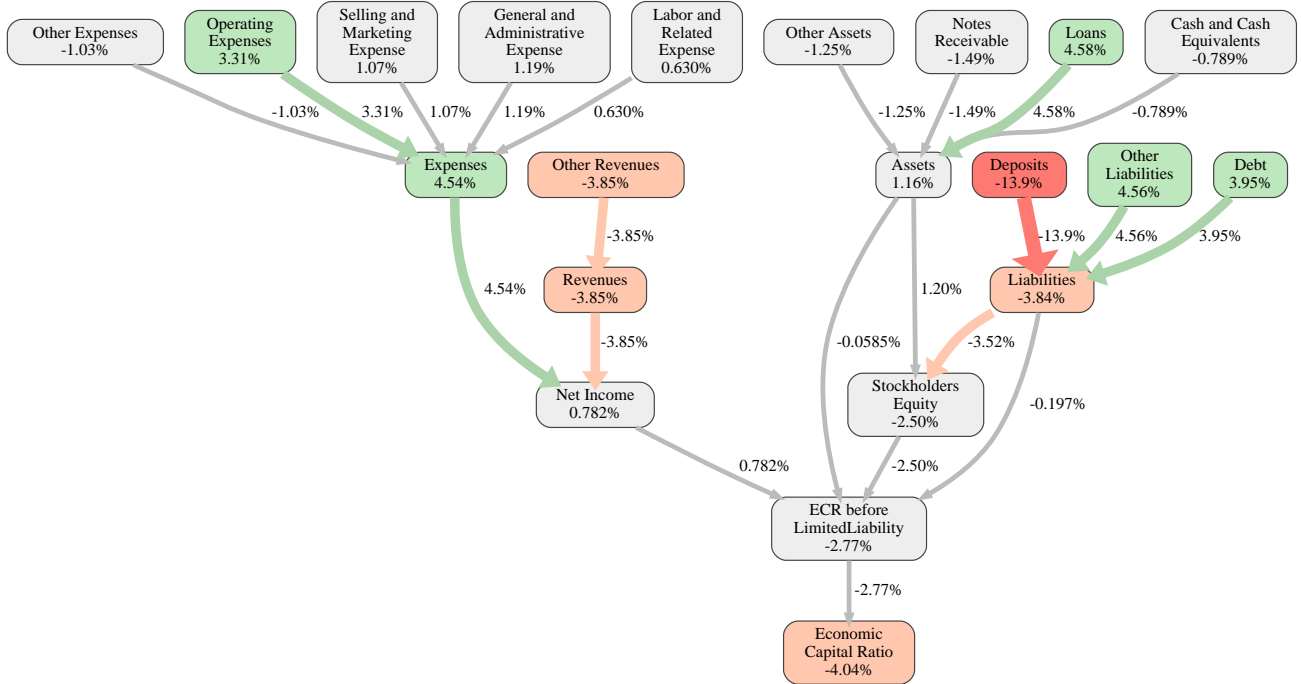 Other Expenses
-1.03%
Operating
Expenses
3.31%
Selling and
Marketing
Expense
1.07%
General and
Administrative
Expense
1.19%
Labor and
Related
Expense
0.630%
Other Assets
-1.25%
Notes
Receivable
-1.49%
Loans
4.58%
Cash and Cash
Equivalents
-0.789%
-1.03%
3.31%
1.07%
1.19%
0.630%
-1.25%
-1.49%
4.58%
-0.789%
Expenses
4.54%
Other Revenues
-3.85%
Assets
1.16%
Deposits
-13.9%
Other
Liabilities
4.56%
Debt
3.95%
-3.85%
-13.9%
4.56%
3.95%
Revenues
-3.85%
Liabilities
-3.84%
4.54%
1.20%
-3.85%
-0.0585%
-3.52%
Net Income
0.782%
Stockholders
Equity
-2.50%
-0.197%
0.782%
-2.50%
ECR before
LimitedLiability
-2.77%
-2.77%
Economic
Capital Ratio
-4.04%